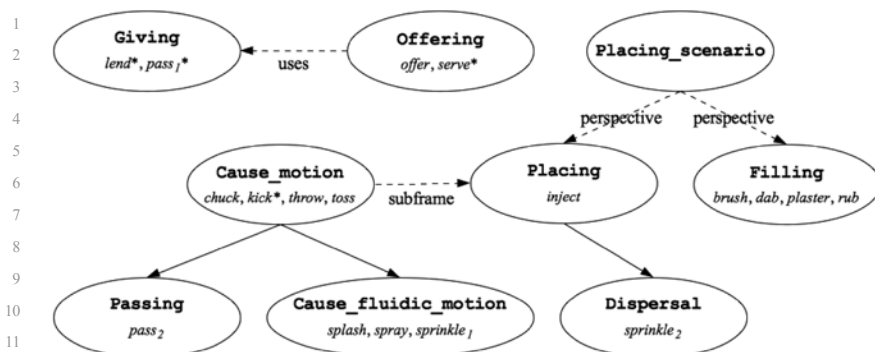 1
Giving Offering Placing_scenario
lend*, pass1* offer, serve*
2
uses
3
4
perspective perspective
5
Cause_motion Placing Filling
6
chuck, kick*, throw, toss inject brush, dab, plaster, rub
subframe
7
8
9
Passing Cause_fluidic_motion Dispersal
10
pass2 splash, spray, sprinkle1 sprinkle2
11